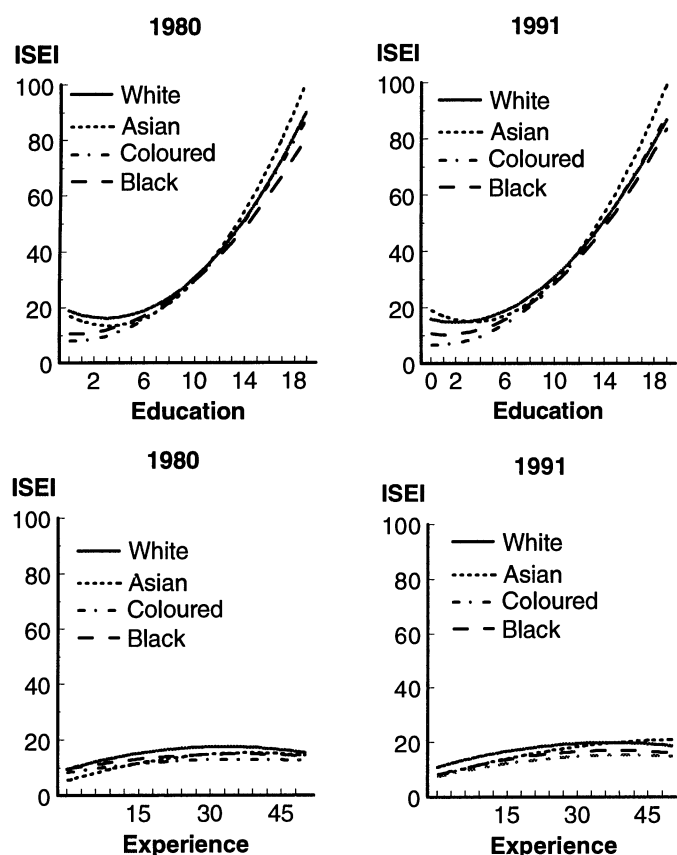 1980
ISEI
100
80
60
40
20
0
White
Asian
Coloured
Black
2 6 10 14 18
Education
1991
ISEI
100
80
60
40
20
0
White
Asian
Coloured
Black
0 2 6 10 14 18
Education
1980
ISEI
100
80
60
40
20
0
White
Asian
Coloured
Black
15 30 45
Experience
1991
ISEI
100
80
60
40
20
0
White
Asian
Coloured
Black
15 30 45
Experience